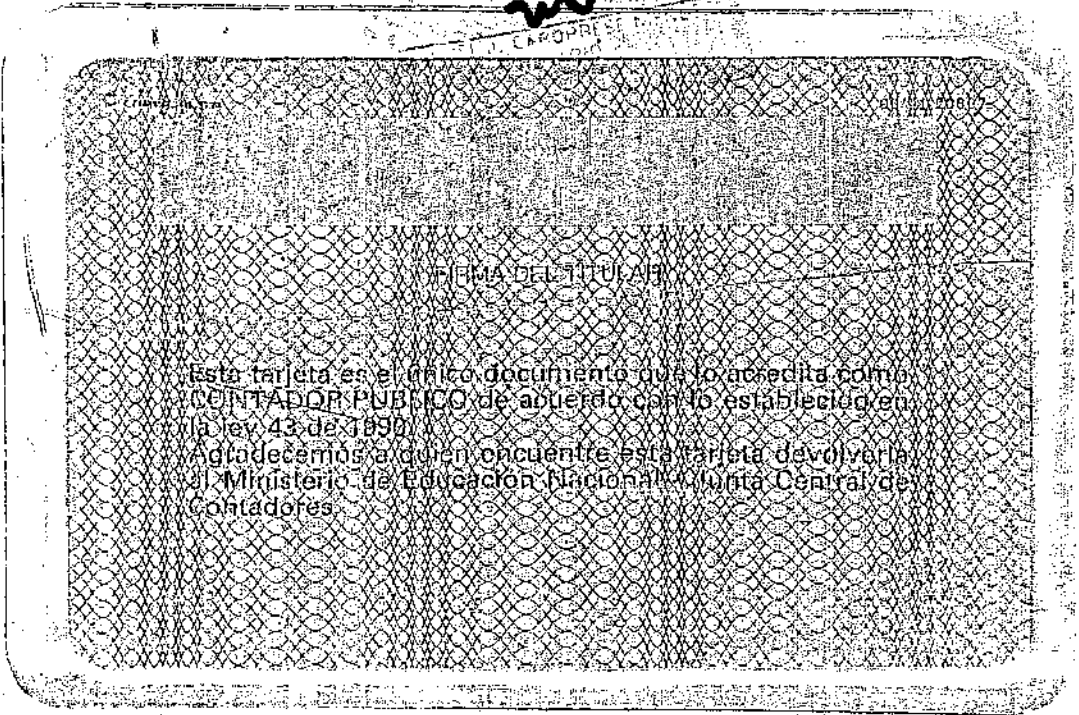 FIRMA DEL TITULAR
Esta tarjeta es el único documento que lo acredita como
CONTADOR PUBLICO de acuerdo con lo establecido en
la ley 43 de 1990.
Agradecemos a quien encuentre esta tarjeta devolverla
al Ministerio de Educación Nacional - Junta Central de
Contadores.